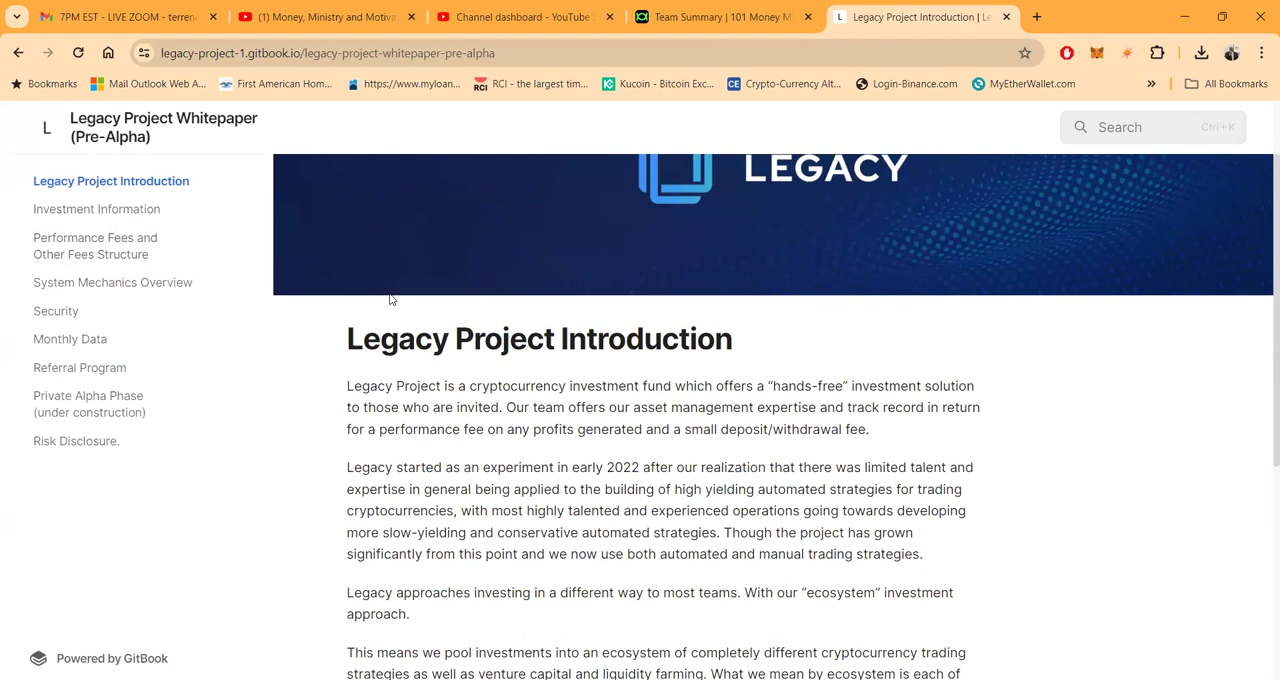 7PM EST - LIVE ZOOM - terren
(1) Money, Ministry and Motiva
Channel dashboard - YouTube
Team Summary | 101 Money M
L Legacy Project Introduction | Le
legacy-project-1.gitbook.io/legacy-project-whitepaper-pre-alpha
Bookmarks
Mail Outlook Web A...
First American Hom...
https://www.myloan...
RCI RCI - the largest tim...
Kucoin - Bitcoin Exc...
CE Crypto-Currency Alt...
Login-Binance.com
MyEtherWallet.com
»
All Bookmarks
L
Legacy Project Whitepaper
(Pre-Alpha)
Search Ctrl + K
Legacy Project Introduction
Investment Information
Performance Fees and
Other Fees Structure
System Mechanics Overview
Security
Monthly Data
Referral Program
Private Alpha Phase
(under construction)
Risk Disclosure.
Powered by GitBook
LEGACY
Legacy Project Introduction
Legacy Project is a cryptocurrency investment fund which offers a “hands-free” investment solution
to those who are invited. Our team offers our asset management expertise and track record in return
for a performance fee on any profits generated and a small deposit/withdrawal fee.
Legacy started as an experiment in early 2022 after our realization that there was limited talent and
expertise in general being applied to the building of high yielding automated strategies for trading
cryptocurrencies, with most highly talented and experienced operations going towards developing
more slow-yielding and conservative automated strategies. Though the project has grown
significantly from this point and we now use both automated and manual trading strategies.
Legacy approaches investing in a different way to most teams. With our “ecosystem” investment
approach.
This means we pool investments into an ecosystem of completely different cryptocurrency trading
strategies as well as venture capital and liquidity farming. What we mean by ecosystem is each of